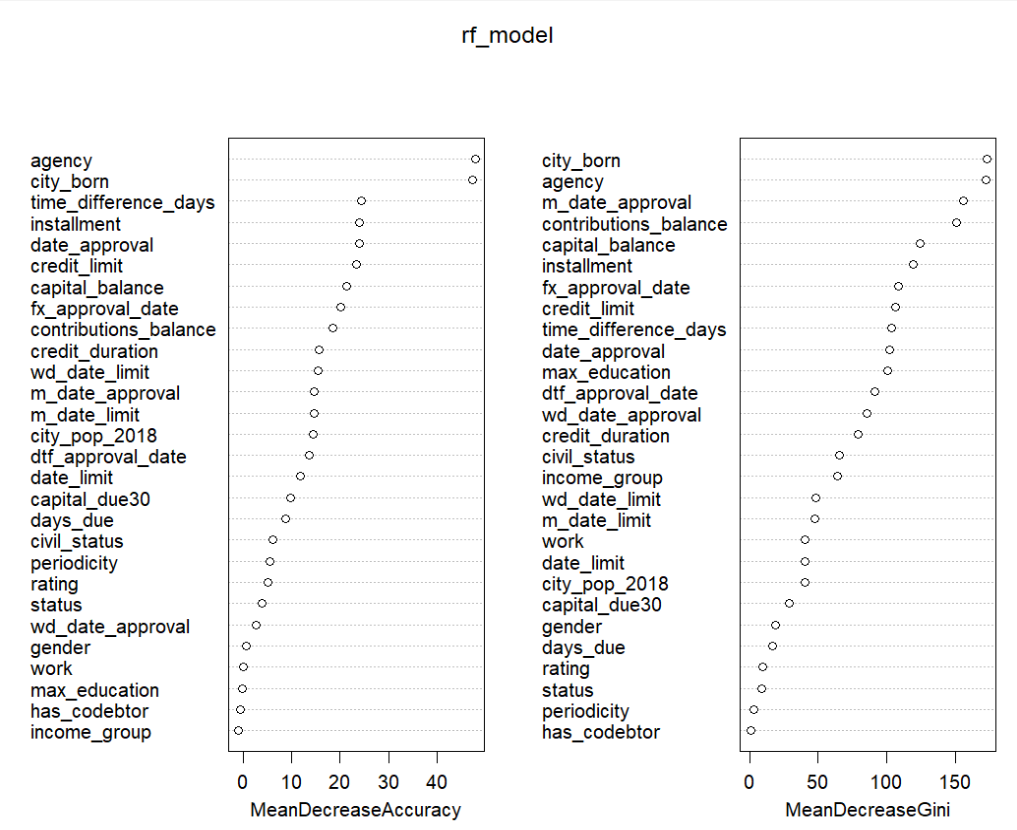 rf_model
agency
city_born
time_difference_days
installment
date_approval
credit_limit
capital_balance
fx_approval_date
contributions_balance
credit_duration
wd_date_limit
m_date_approval
m_date_limit
city_pop_2018
dtf_approval_date
date_limit
capital_due30
days_due
civil_status
periodicity
rating
status
wd_date_approval
gender
work
max_education
has_codebtor
income_group
0 10 20 30 40
MeanDecreaseAccuracy
city_born
agency
m_date_approval
contributions_balance
capital_balance
installment
fx_approval_date
credit_limit
time_difference_days
date_approval
max_education
dtf_approval_date
wd_date_approval
credit_duration
civil_status
income_group
wd_date_limit
m_date_limit
work
date_limit
city_pop_2018
capital_due30
gender
days_due
rating
status
periodicity
has_codebtor
0 50 100 150
MeanDecreaseGini